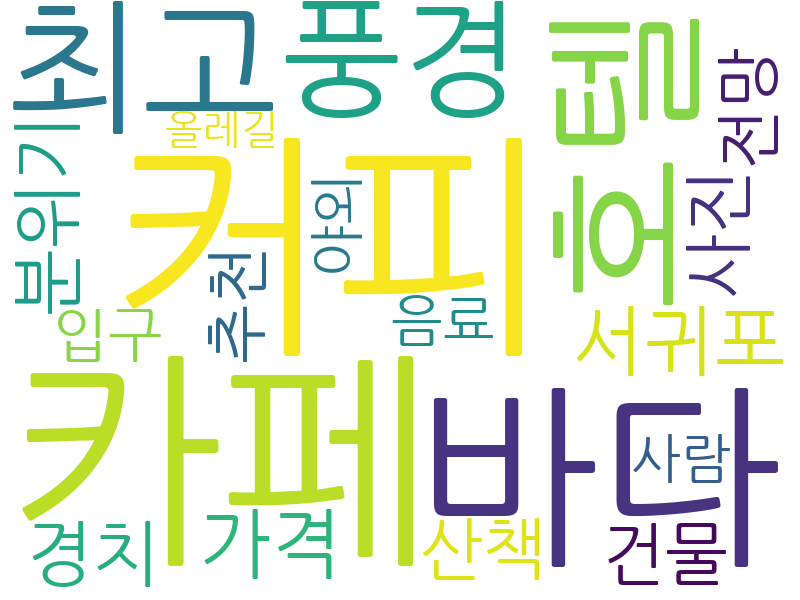 최고
풍경
호텔
전망
올레길
분위기
커피
야외
사진
추천
입구
음료
서귀포
카페
바다
사람
경치
가격
산책
건물